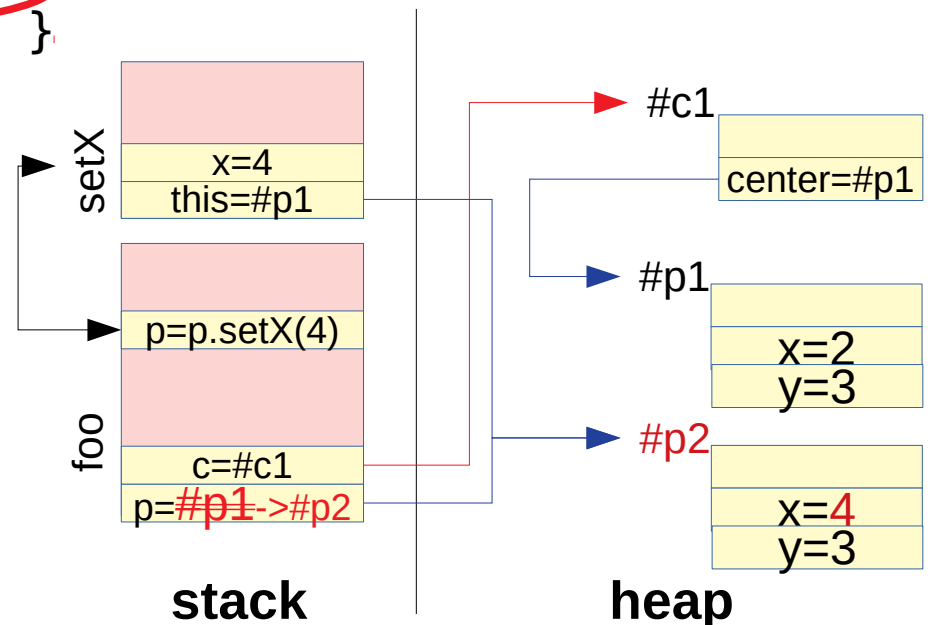 }
setX
x=4
this=#p1
p=p.setX(4)
foo
c=#c1
p=#p1->#p2
stack
#c1
center=#p1
#p1
x=2
y=3
#p2
x=4
y=3
heap